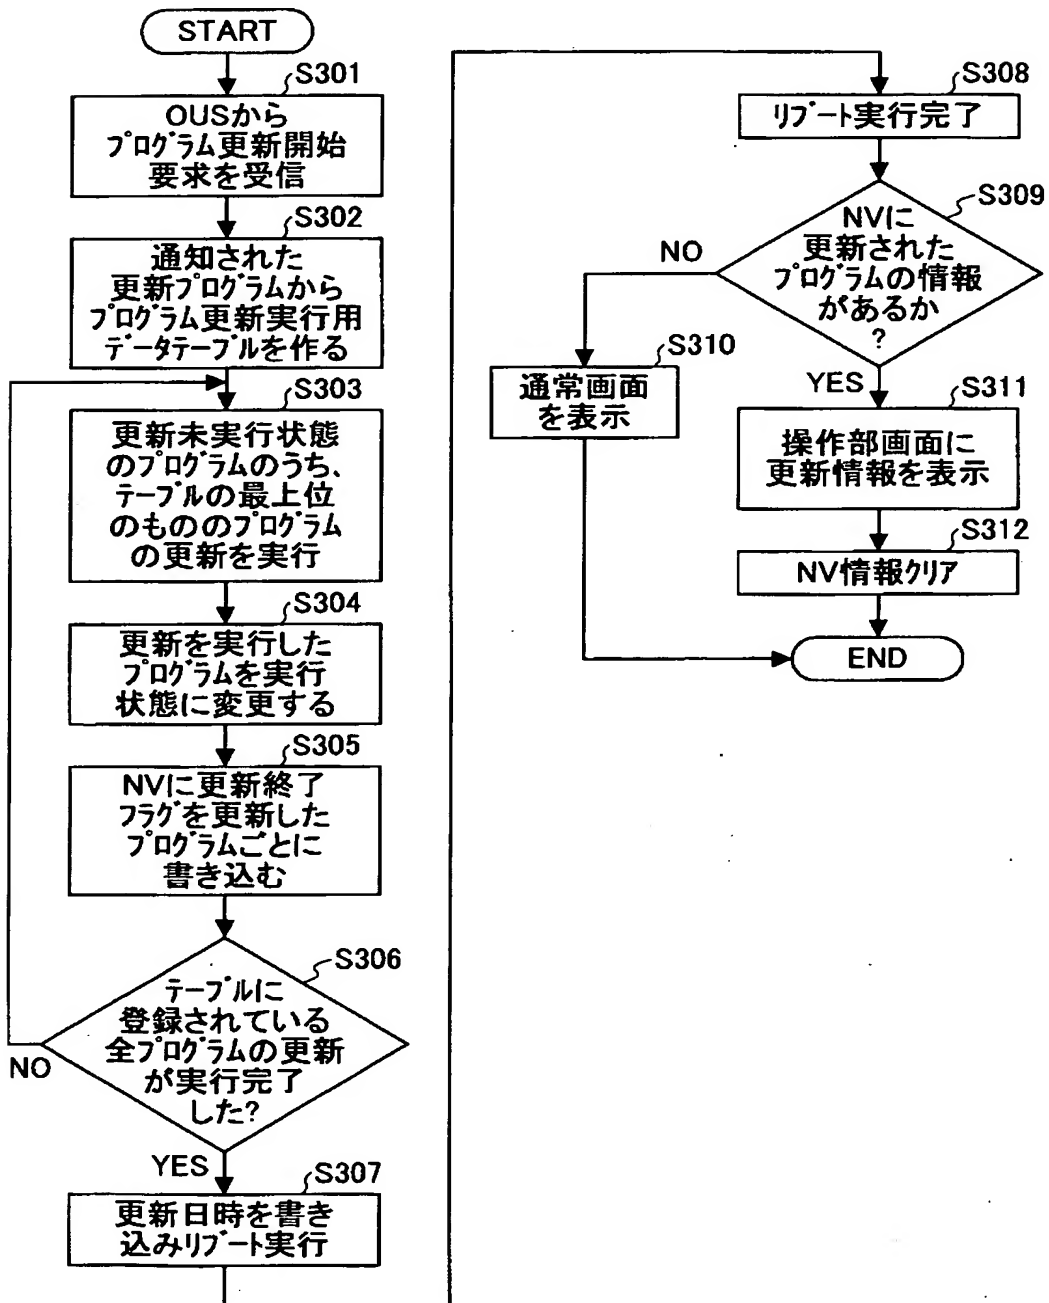 START
S301
OUSから
プログラム更新開始
要求を受信
S302
通知された
更新プログラムから
プログラム更新実行用
データテーブルを作る
S303
更新未実行状態
のプログラムのうち、
テーブルの最上位
のもののプログラム
の更新を実行
S304
更新を実行した
プログラムを実行
状態に変更する
S305
NVに更新終了
フラグを更新した
プログラムごとに
書き込む
S306
テーブルに
登録されている
全プログラムの更新
が実行完了
した?
NO
YES
S307
更新日時を書き
込みリブート実行
S308
リブート実行完了
S309
NVに
更新された
プログラムの情報
があるか
?
NO
YES
S310
通常画面
を表示
S311
操作部画面に
更新情報を表示
S312
NV情報クリア
END